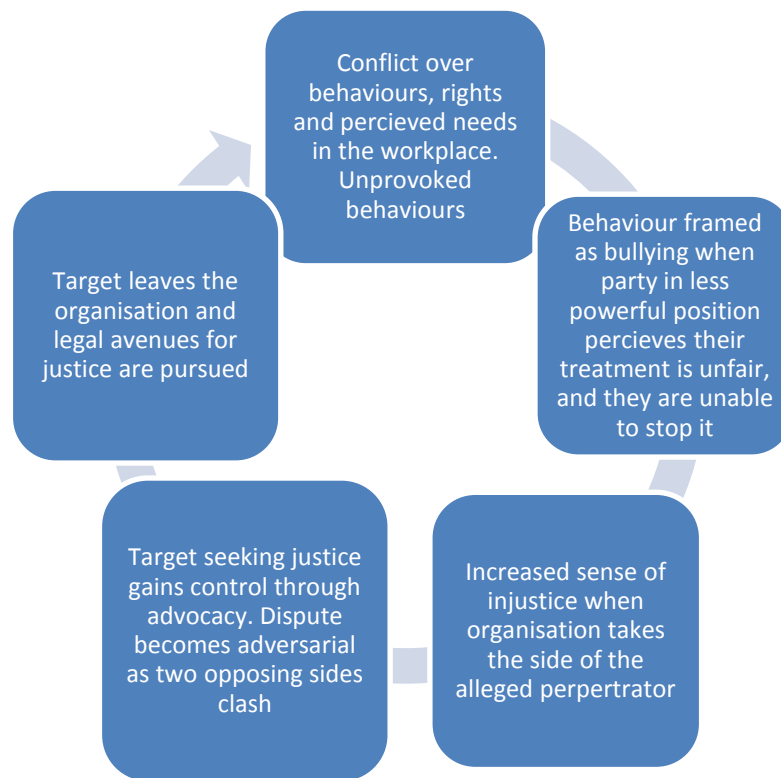 Conflict over
behaviours, rights
and percieved needs
in the workplace.
Unprovoked
behaviours
Behaviour framed
as bullying when
party in less
powerful position
percieves their
treatment is unfair,
and they are unable
to stop it
Increased sense of
injustice when
organisation takes
the side of the
alleged perpertrator
Target seeking justice
gains control through
advocacy. Dispute
becomes adversarial
as two opposing sides
clash
Target leaves the
organisation and
legal avenues for
justice are pursued